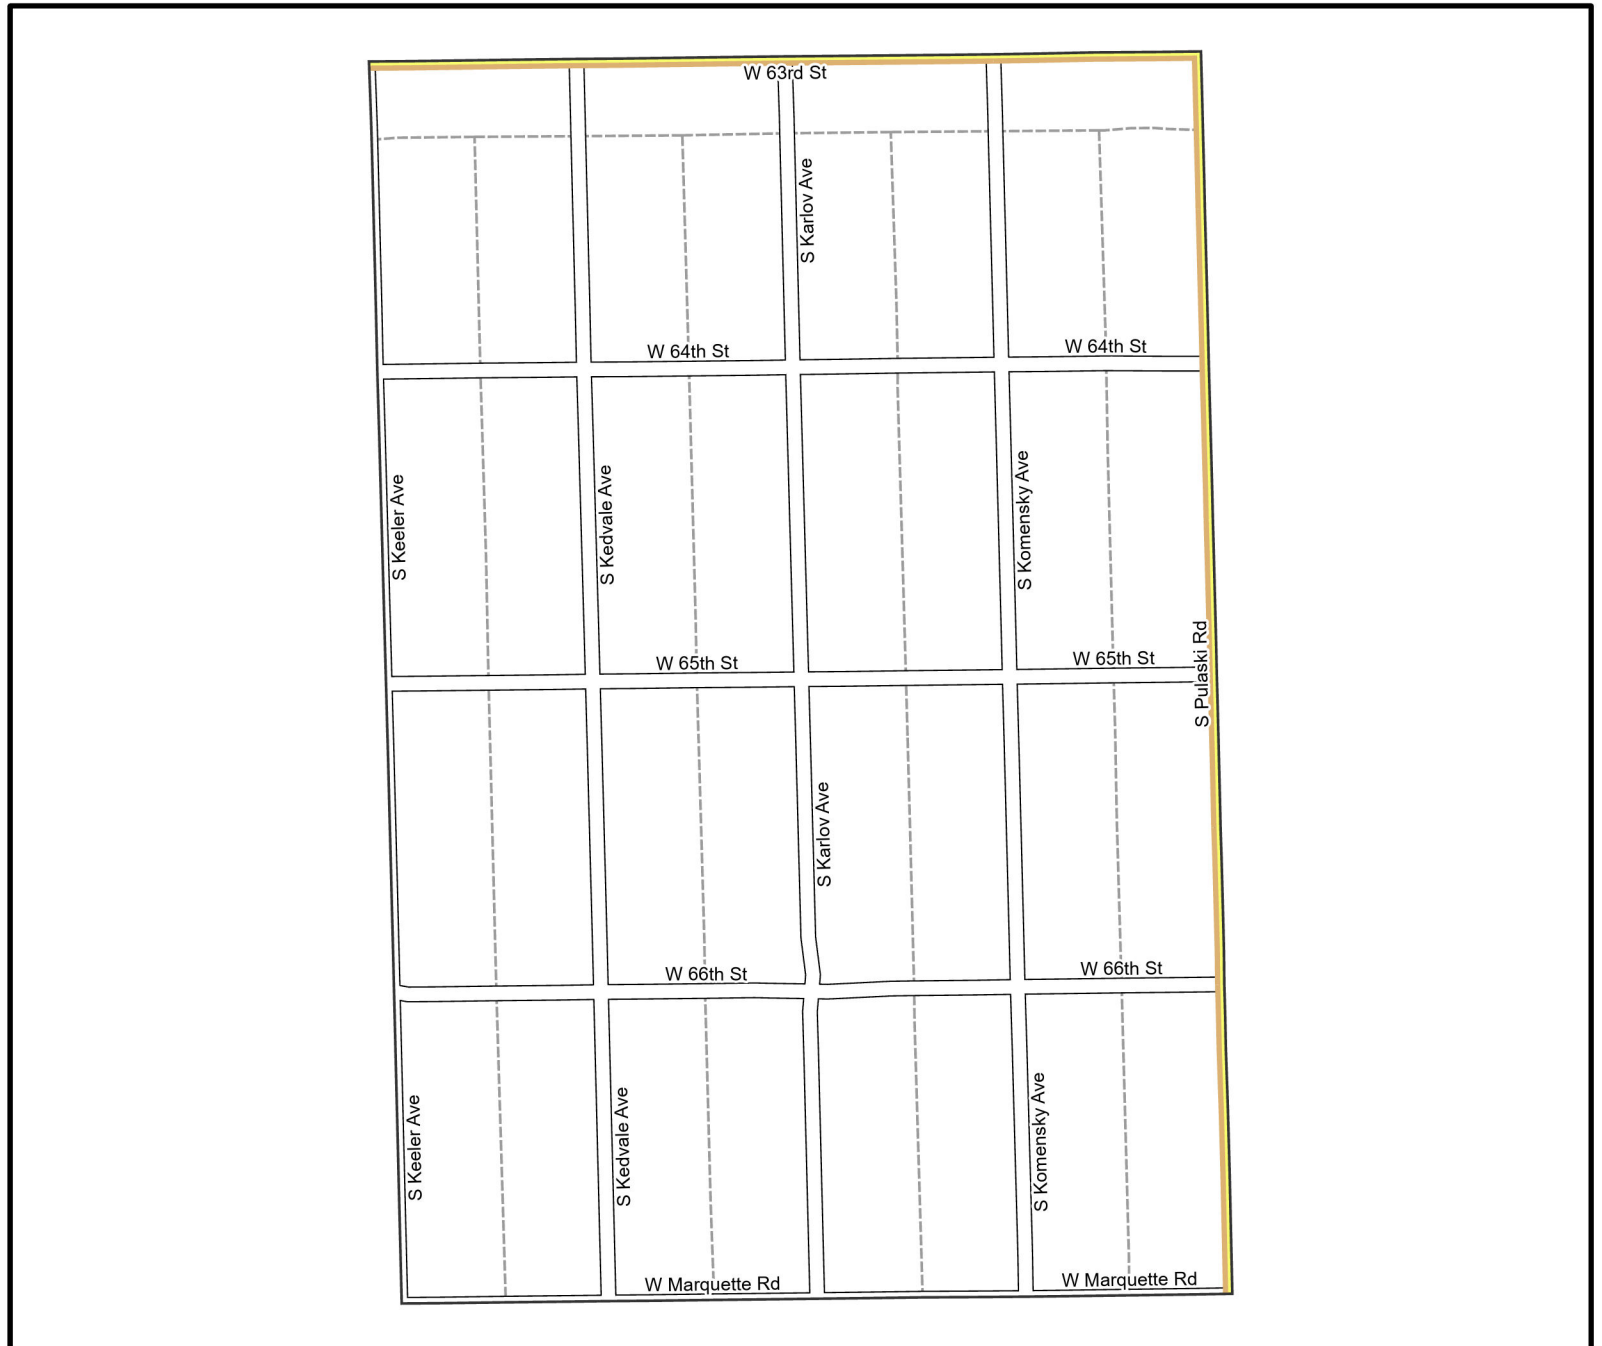 W 63rd St
S Karlov Ave
W 64th St
W 64th St
S Keeler Ave
S Kedvale Ave
S Komensky Ave
W 65th St
W 65th St
S Pulaski Rd
S Karlov Ave
W 66th St
W 66th St
S Keeler Ave
S Kedvale Ave
S Komensky Ave
W Marquette Rd
W Marquette Rd